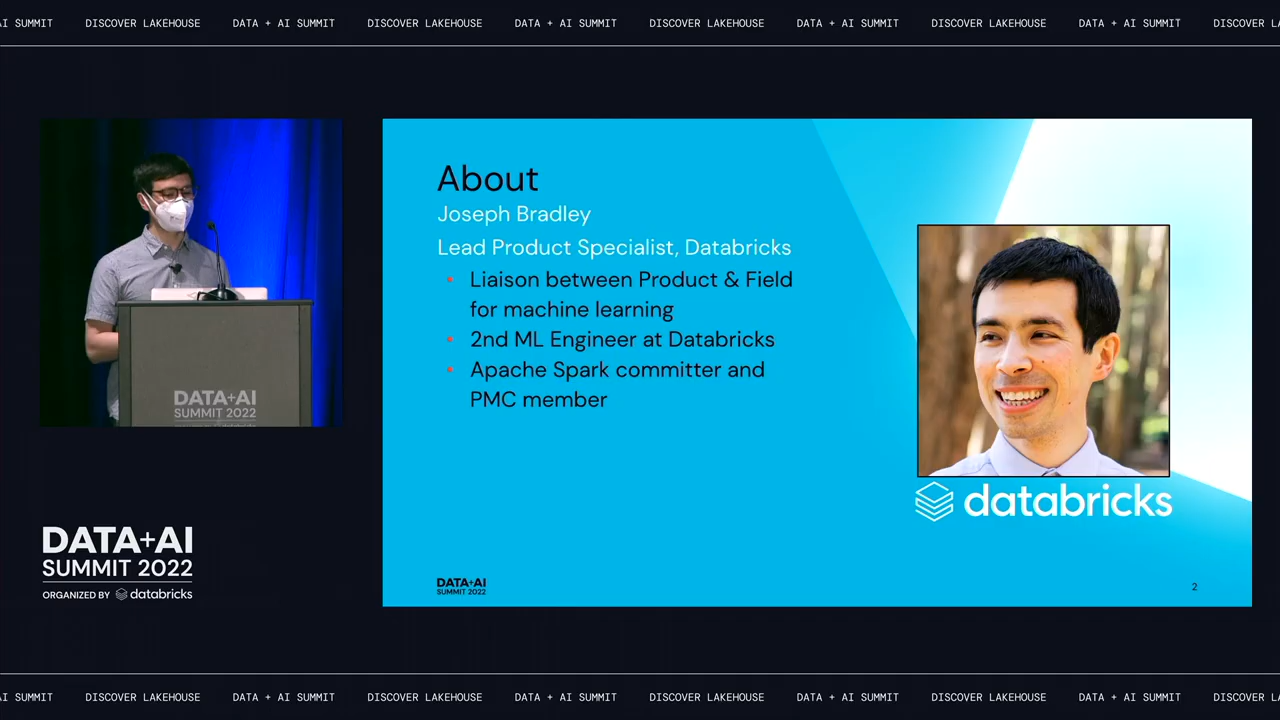 AI SUMMIT DISCOVER LAKEHOUSE DATA + AI SUMMIT DISCOVER LAKEHOUSE DATA + AI SUMMIT DISCOVER LAKEHOUSE DATA + AI SUMMIT DISCOVER LAKEHOUSE DATA + AI SUMMIT DISCOVER
DATA+AI
SUMMIT 2022
About
Joseph Bradley
Lead Product Specialist, Databricks
• Liaison between Product & Field
for machine learning
• 2nd ML Engineer at Databricks
• Apache Spark committer and
PMC member
databricks
DATA+AI
SUMMIT 2022
2
DATA+AI
SUMMIT 2022
ORGANIZED BY databricks
AI SUMMIT DISCOVER LAKEHOUSE DATA + AI SUMMIT DISCOVER LAKEHOUSE DATA + AI SUMMIT DISCOVER LAKEHOUSE DATA + AI SUMMIT DISCOVER LAKEHOUSE DATA + AI SUMMIT DISCOVER